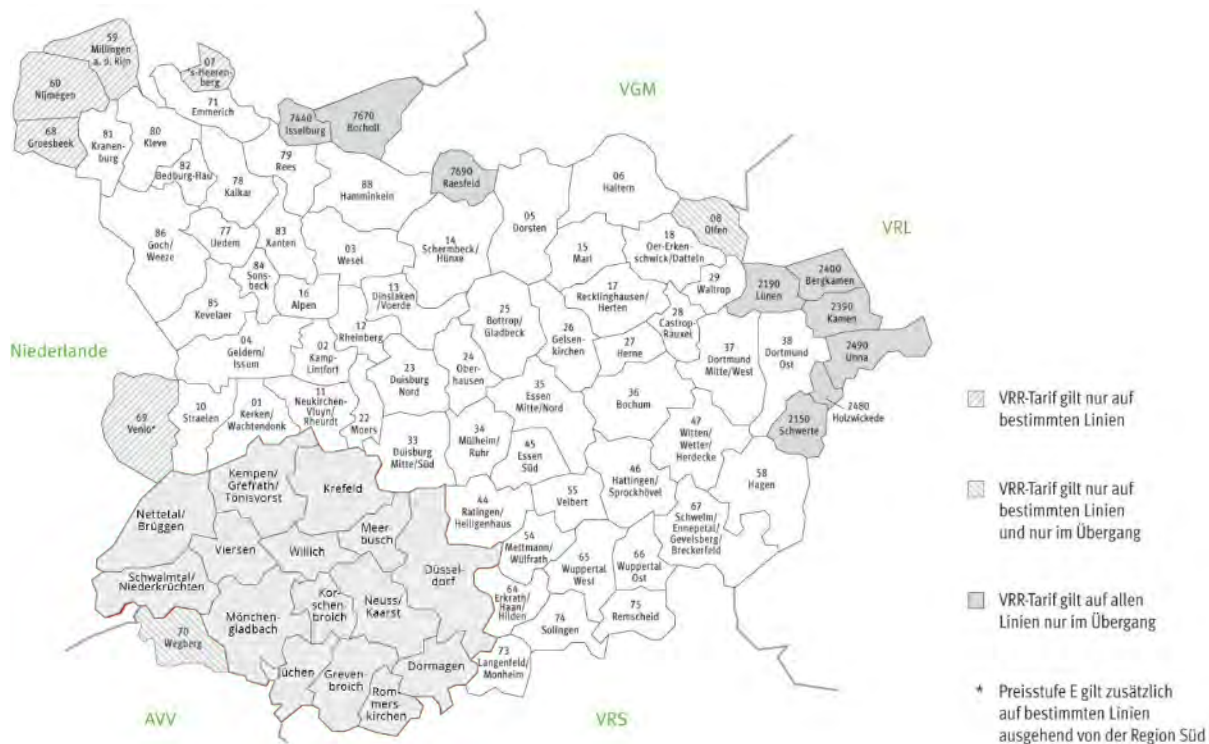 59
Millingen
a. d. Rijn
07
's-Heerenberg
60
Nijmegen
VGM
71
Emmerich
7440
Isselburg
7670
Bocholt
68
Groesbeek
81
Kranen-
burg
80
Kleve
79
Rees
82
Bedburg-Hau
78
Kalkar
88
Hamminkeln
7690
Raesfeld
06
Haltern
05
Dorsten
08
Olfen
VRL
86
Goch/
Weeze
77
Uedem
83
Xanten
03
Wesel
14
Schermbeck/
Hünxe
15
Marl
18
Oer-Erken-
schwick/Datteln
84
Sons-
beck
29
Waltrop
2190
Lünen
2400
Bergkamen
85
Kevelaer
16
Alpen
13
Dinslaken
/Voerde
17
Recklinghausen/
Herten
2390
Kamen
25
Bottrop/
Gladbeck
28
Castrop-
Rauxel
12
Rheinberg
26
Gelsen-
kirchen
Niederlande
04
Geldern/
Issum
02
Kamp-
Lintfort
27
Herne
37
Dortmund
Mitte/West
38
Dortmund
Ost
2490
Unna
23
Duisburg
Nord
24
Ober-
hausen
35
Essen
Mitte/Nord
36
Bochum
69
Venlo*
10
Straelen
01
Kerken/
Wachtendonk
11
Neukirchen-
Vluyn/
Rheurdt
22
Moers
2480
Holzwickede
2150
Schwerte
33
Duisburg
Mitte/Süd
34
Mülheim/
Ruhr
45
Essen
Süd
47
Witten/
Wetter/
Herdecke
58
Hagen
46
Hattingen/
Sprockhövel
Kempen/
Grefrath/
Tönisvorst
Krefeld
44
Ratingen/
Heiligenhaus
55
Velbert
67
Schwelm/
Ennepetal/
Gevelsberg/
Breckerfeld
Nettetal/
Brüggen
Meer
busch
Viersen
Willich
54
Mettmann/
Wülfrath
65
Wuppertal
West
66
Wuppertal
Ost
Schwalmtal/
Niederkrüchten
Düssel-
dorf
Kor-
schen-
broich
Neuss/
Kaarst
64
Erkrath/
Haan/
Hilden
Mönchen-
gladbach
74
Solingen
75
Remscheid
70
Wegberg
73
Langenfeld/
Monheim
Jüchen
Greven-
broich
Dormagen
Rom-
mers-
kirchen
AVV
VRS
VRR-Tarif gilt nur auf
bestimmten Linien
VRR-Tarif gilt nur auf
bestimmten Linien
und nur im Übergang
VRR-Tarif gilt auf allen
Linien nur im Übergang
* Preisstufe E gilt zusätzlich
auf bestimmten Linien
ausgehend von der Region Süd